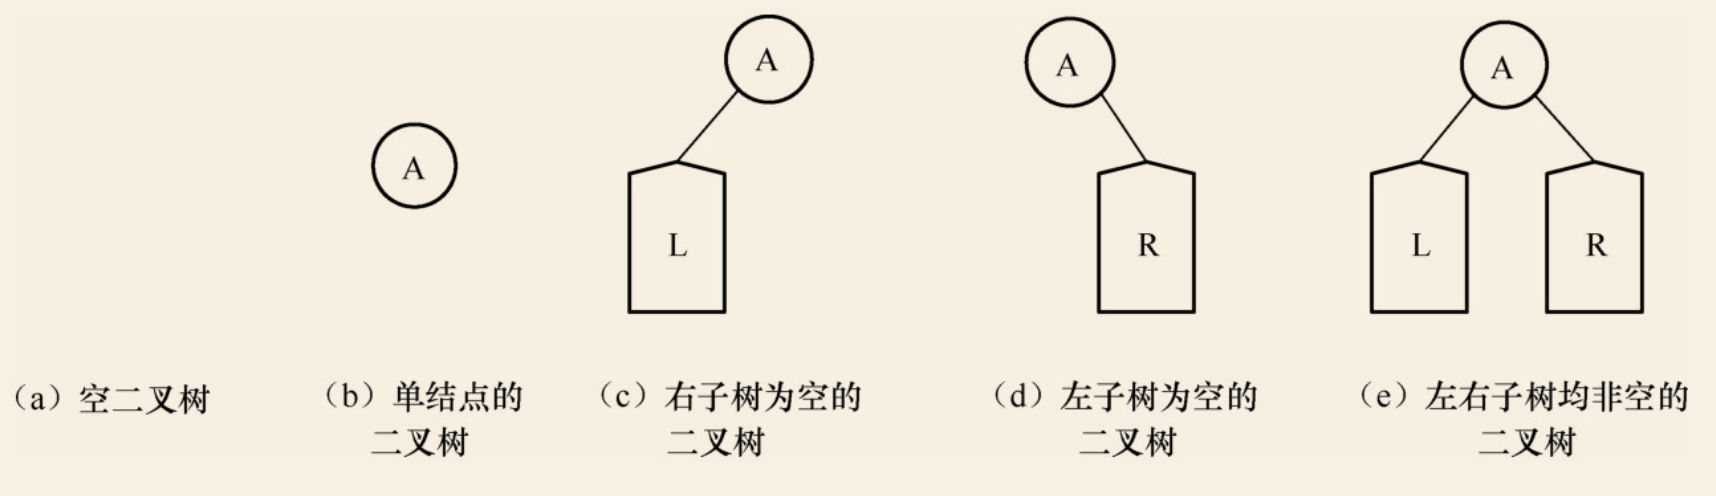 A
A
A
A
A
L
R
L
R
（a）空二叉树
（b）单结点的
二叉树
（c）右子树为空的
二叉树
（d）左子树为空的
二叉树
（e）左右子树均非空的
二叉树